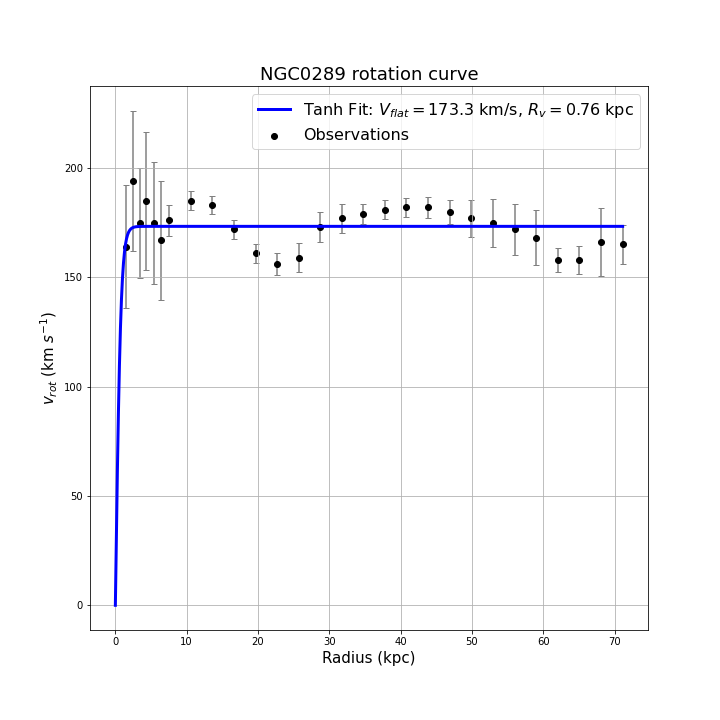 NGC0289 rotation curve
Tanh Fit: V_flat = 173.3 km/s, R_v = 0.76 kpc
Observations
200
150
100
50
0
v_rot (km s⁻¹)
0 10 20 30 40 50 60 70
Radius (kpc)